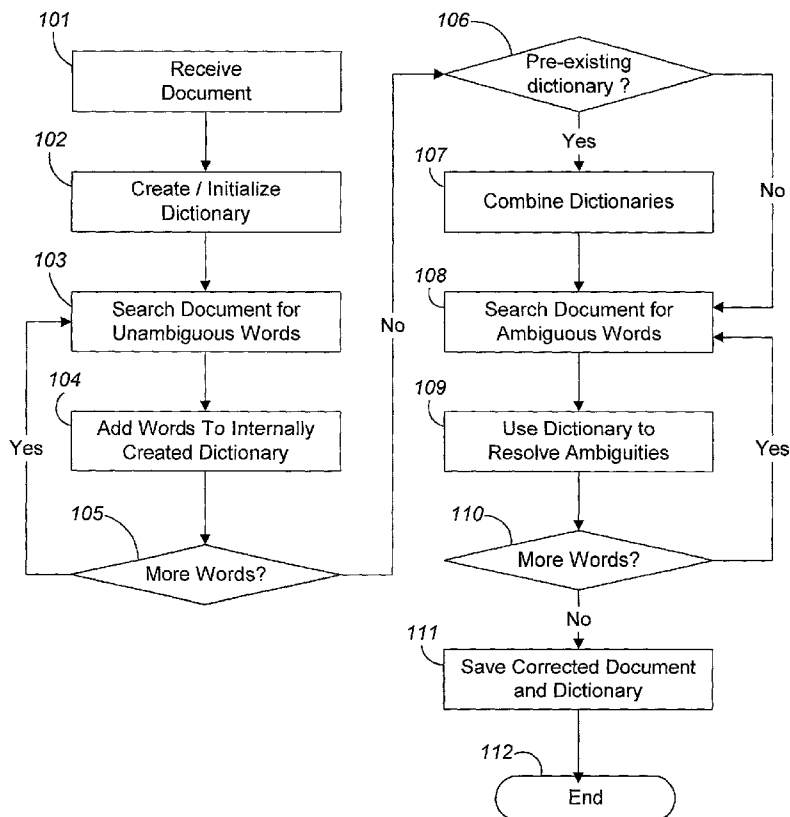 101
Receive
Document
102
Create / Initialize
Dictionary
103
Search Document for
Unambiguous Words
104
Add Words To Internally
Created Dictionary
Yes
105
More Words?
No
106
Pre-existing
dictionary ?
Yes
No
107
Combine Dictionaries
108
Search Document for
Ambiguous Words
109
Use Dictionary to
Resolve Ambiguities
Yes
110
More Words?
No
111
Save Corrected Document
and Dictionary
112
End